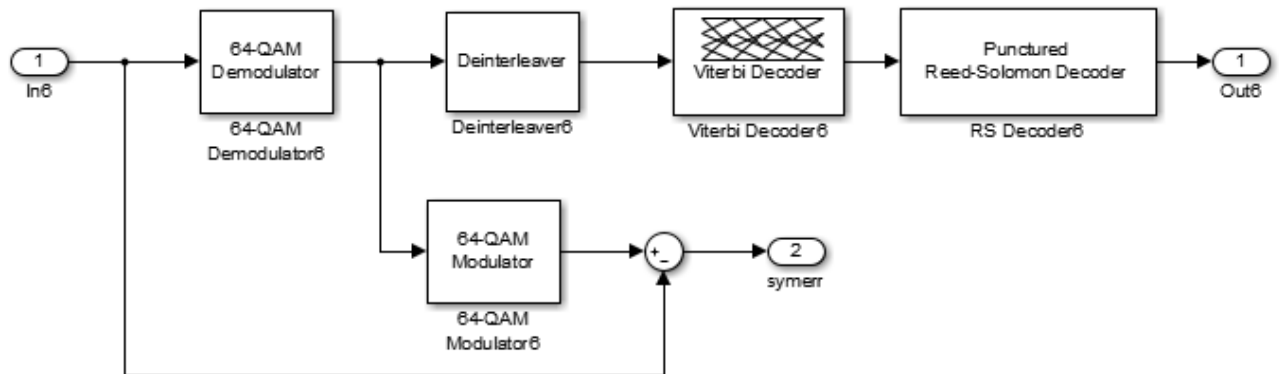 1
In6
64-QAM
Demodulator
64-QAM
Demodulator6
Deinterleaver
Deinterleaver6
Viterbi Decoder
Viterbi Decoder6
Punctured
Reed-Solomon Decoder
RS Decoder6
1
Out6
64-QAM
Modulator
64-QAM
Modulator6
+
−
2
symerr